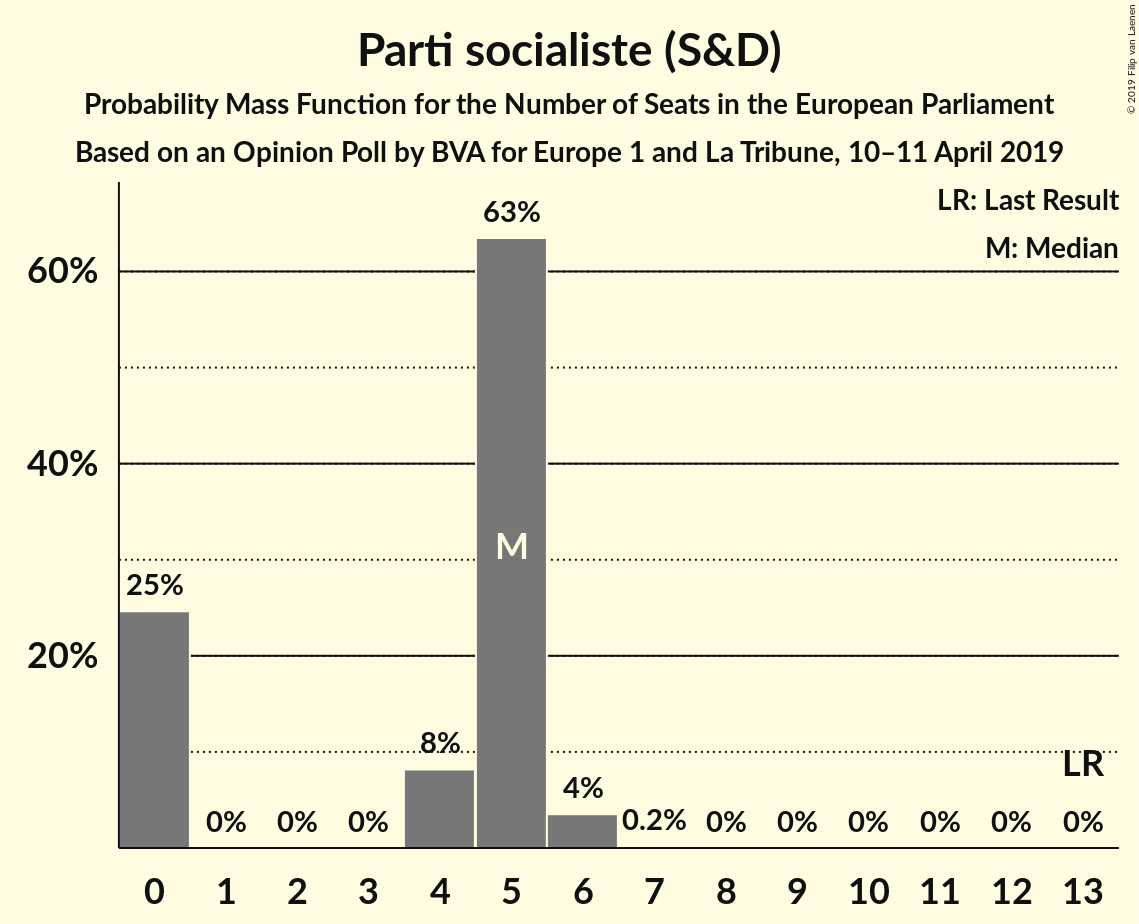 © 2019 Filip van Laenen
Parti socialiste (S&D)
Probability Mass Function for the Number of Seats in the European Parliament
Based on an Opinion Poll by BVA for Europe 1 and La Tribune, 10–11 April 2019
LR: Last Result
M: Median
63%
60%
40%
M
25%
20%
8%
LR
4%
0% 0% 0% 0.2% 0% 0% 0% 0% 0% 0%
0 1 2 3 4 5 6 7 8 9 10 11 12 13